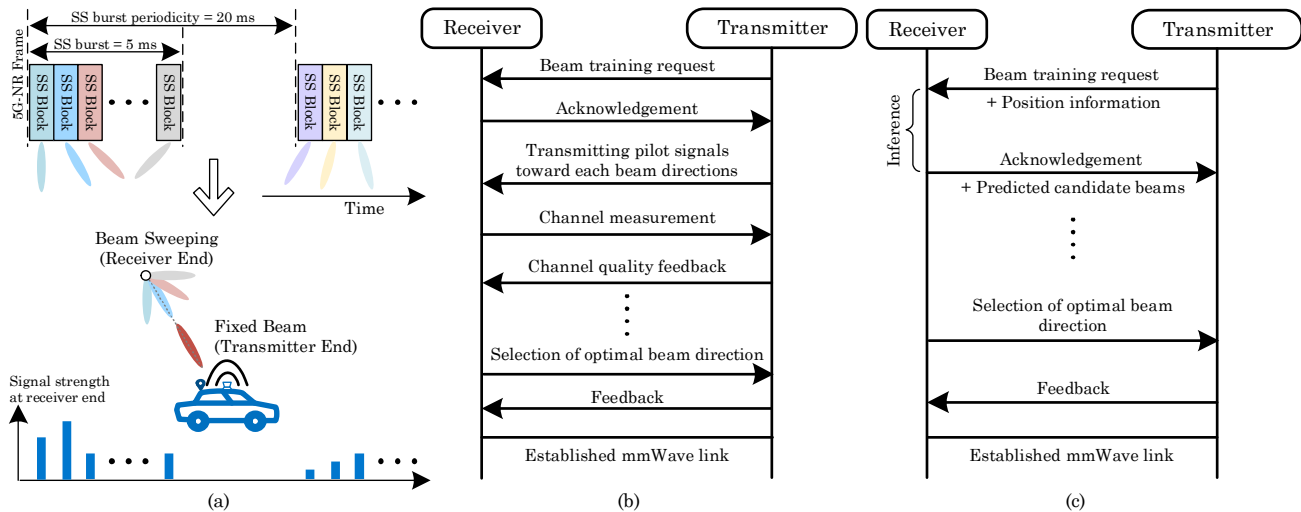 SS burst periodicity = 20 ms
SS burst = 5 ms
5G-NR Frame
SS Block
SS Block
SS Block
SS Block
SS Block
SS Block
SS Block
Time
Beam Sweeping
(Receiver End)
Fixed Beam
(Transmitter End)
Signal strength
at receiver end
(a)
Receiver
Transmitter
Beam training request
Acknowledgement
Transmitting pilot signals
toward each beam directions
Channel measurement
Channel quality feedback
Selection of optimal beam direction
Feedback
Established mmWave link
(b)
Receiver
Transmitter
Beam training request
+ Position information
Inference
Acknowledgement
+ Predicted candidate beams
Selection of optimal beam
direction
Feedback
Established mmWave link
(c)